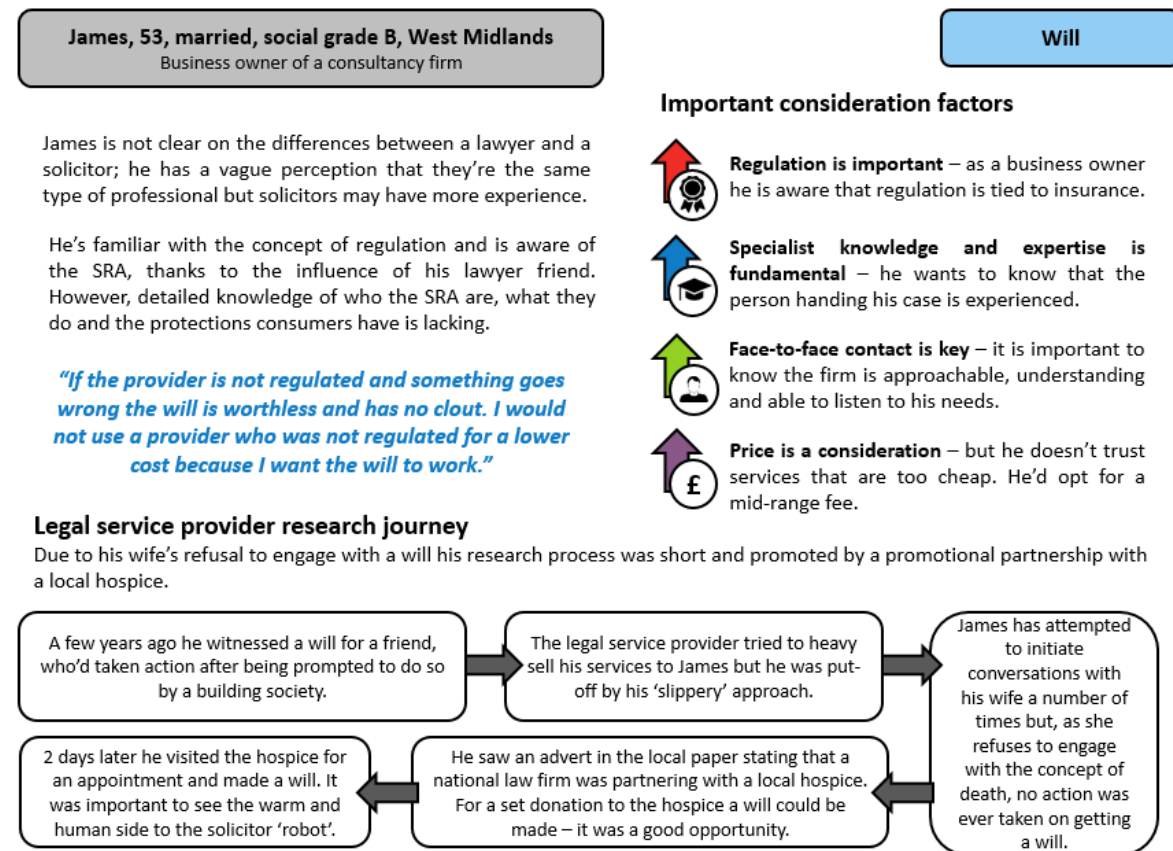 James, 53, married, social grade B, West Midlands
Business owner of a consultancy firm
Will
James is not clear on the differences between a lawyer and a
solicitor; he has a vague perception that they're the same
type of professional but solicitors may have more experience.
He's familiar with the concept of regulation and is aware of
the SRA, thanks to the influence of his lawyer friend.
However, detailed knowledge of who the SRA are, what they
do and the protections consumers have is lacking.
"If the provider is not regulated and something goes
wrong the will is worthless and has no clout. I would
not use a provider who was not regulated for a lower
cost because I want the will to work."
Important consideration factors
Regulation is important – as a business owner
he is aware that regulation is tied to insurance.
Specialist knowledge and expertise is
fundamental – he wants to know that the
person handing his case is experienced.
Face-to-face contact is key – it is important to
know the firm is approachable, understanding
and able to listen to his needs.
£
Price is a consideration – but he doesn't trust
services that are too cheap. He'd opt for a
mid-range fee.
Legal service provider research journey
Due to his wife's refusal to engage with a will his research process was short and promoted by a promotional partnership with
a local hospice.
A few years ago he witnessed a will for a friend,
who'd taken action after being prompted to do so
by a building society.
The legal service provider tried to heavy
sell his services to James but he was put-
off by his 'slippery' approach.
James has attempted
to initiate
conversations with
his wife a number of
times but, as she
refuses to engage
with the concept of
death, no action was
ever taken on getting
a will.
He saw an advert in the local paper stating that a
national law firm was partnering with a local hospice.
For a set donation to the hospice a will could be
made – it was a good opportunity.
2 days later he visited the hospice for
an appointment and made a will. It
was important to see the warm and
human side to the solicitor 'robot'.